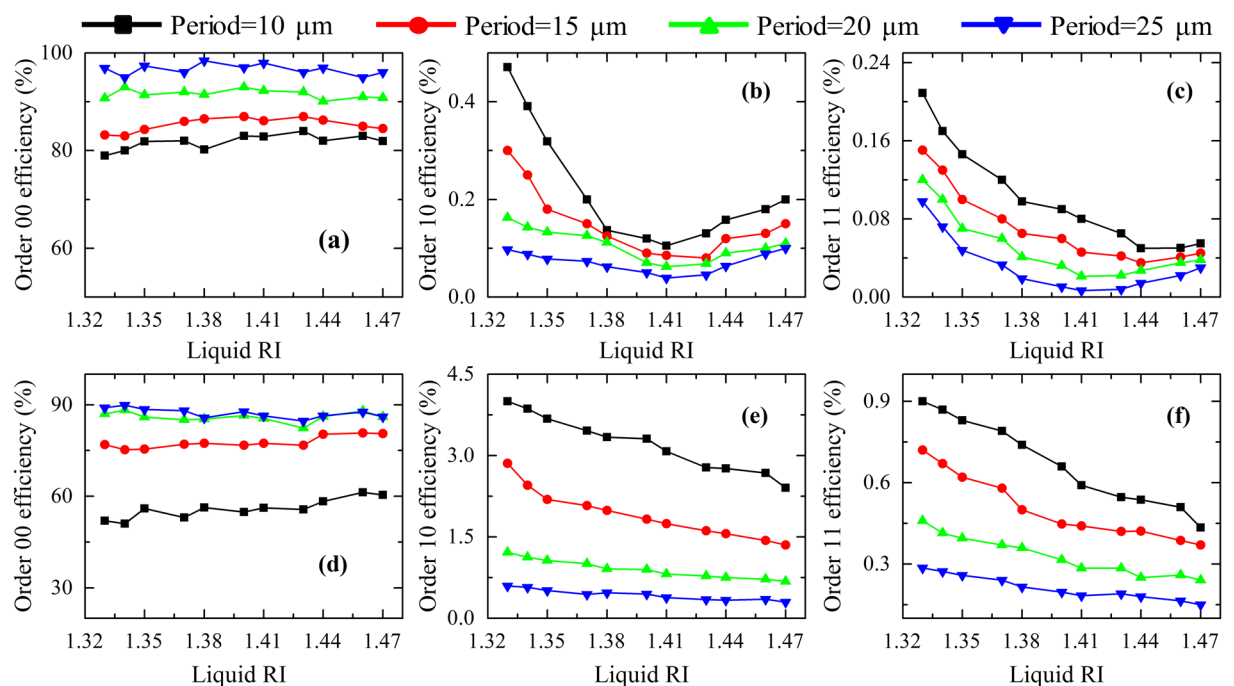 Period=10 µm Period=15 µm Period=20 µm Period=25 µm
Order 00 efficiency (%)
100
80
60
(a)
1.32 1.35 1.38 1.41 1.44 1.47
Liquid RI
Order 10 efficiency (%)
0.4
0.2
0.0
(b)
1.32 1.35 1.38 1.41 1.44 1.47
Liquid RI
Order 11 efficiency (%)
0.24
0.16
0.08
0.00
(c)
1.32 1.35 1.38 1.41 1.44 1.47
Liquid RI
Order 00 efficiency (%)
90
60
30
(d)
1.32 1.35 1.38 1.41 1.44 1.47
Liquid RI
Order 10 efficiency (%)
4.5
3.0
1.5
0.0
(e)
1.32 1.35 1.38 1.41 1.44 1.47
Liquid RI
Order 11 efficiency (%)
0.9
0.6
0.3
(f)
1.32 1.35 1.38 1.41 1.44 1.47
Liquid RI